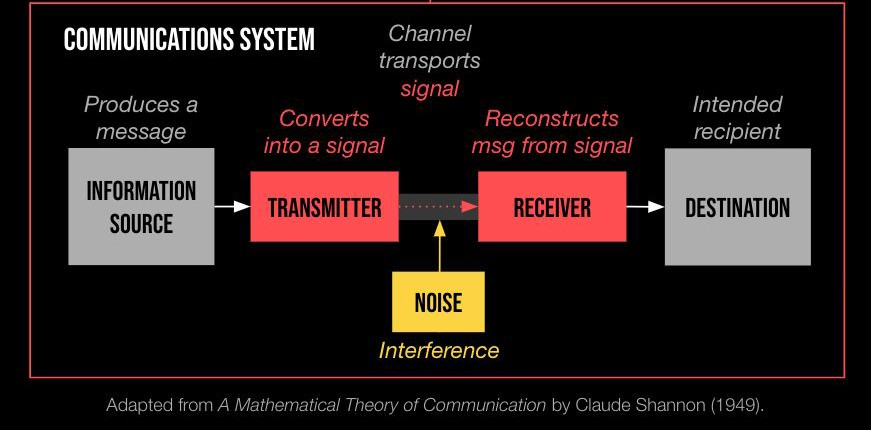 COMMUNICATIONS SYSTEM
Channel
transports
signal
Produces a
message
Converts
into a signal
Reconstructs
msg from signal
Intended
recipient
INFORMATION
SOURCE
TRANSMITTER
RECEIVER
DESTINATION
NOISE
Interference
Adapted from A Mathematical Theory of Communication by Claude Shannon (1949).